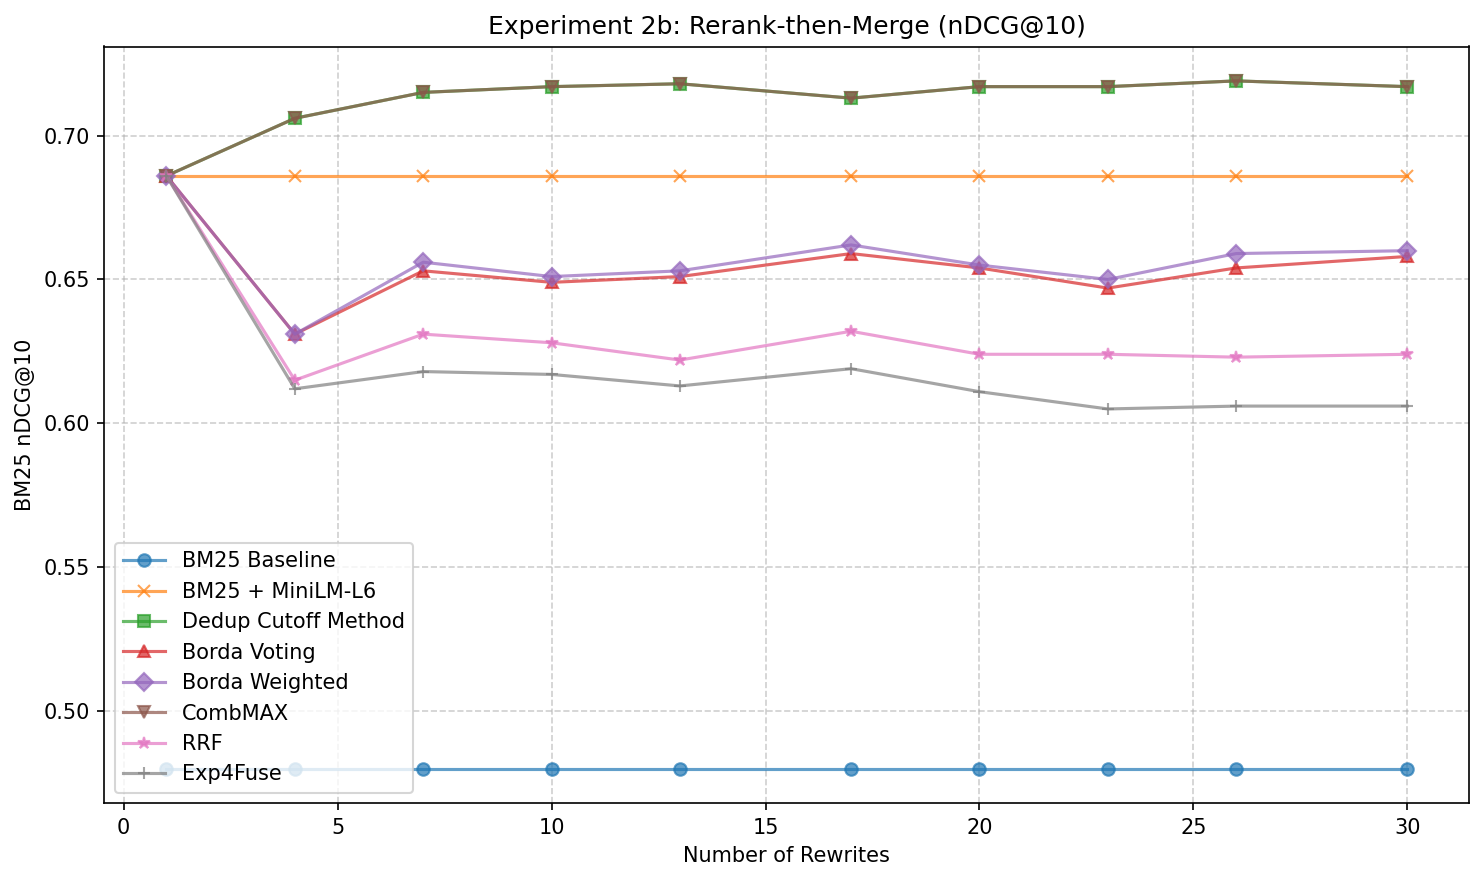 Experiment 2b: Rerank-then-Merge (nDCG@10)
BM25 nDCG@10
0.70
0.65
0.60
0.55
0.50
BM25 Baseline
BM25 + MiniLM-L6
Dedup Cutoff Method
Borda Voting
Borda Weighted
CombMAX
RRF
Exp4Fuse
0 5 10 15 20 25 30
Number of Rewrites